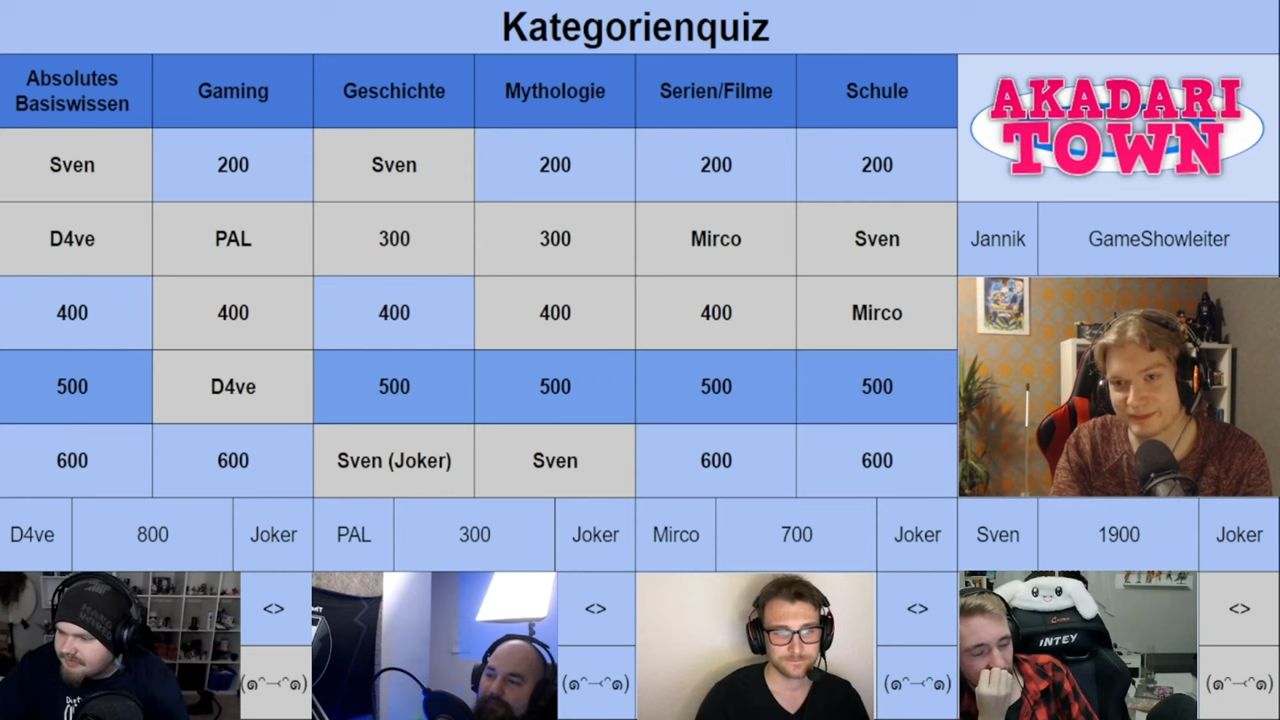 Kategorienquiz
Absolutes
Basiswissen
Gaming
Geschichte
Mythologie
Serien/Filme
Schule
AKADARI
TOWN
Sven
200
Sven
200
200
200
D4ve
PAL
300
300
Mirco
Sven
Jannik
GameShowleiter
400
400
400
400
400
Mirco
500
D4ve
500
500
500
500
600
600
Sven (Joker)
Sven
600
600
D4ve
800
Joker
PAL
300
Joker
Mirco
700
Joker
Sven
1900
Joker
<>
<>
<>
<>
INTEY